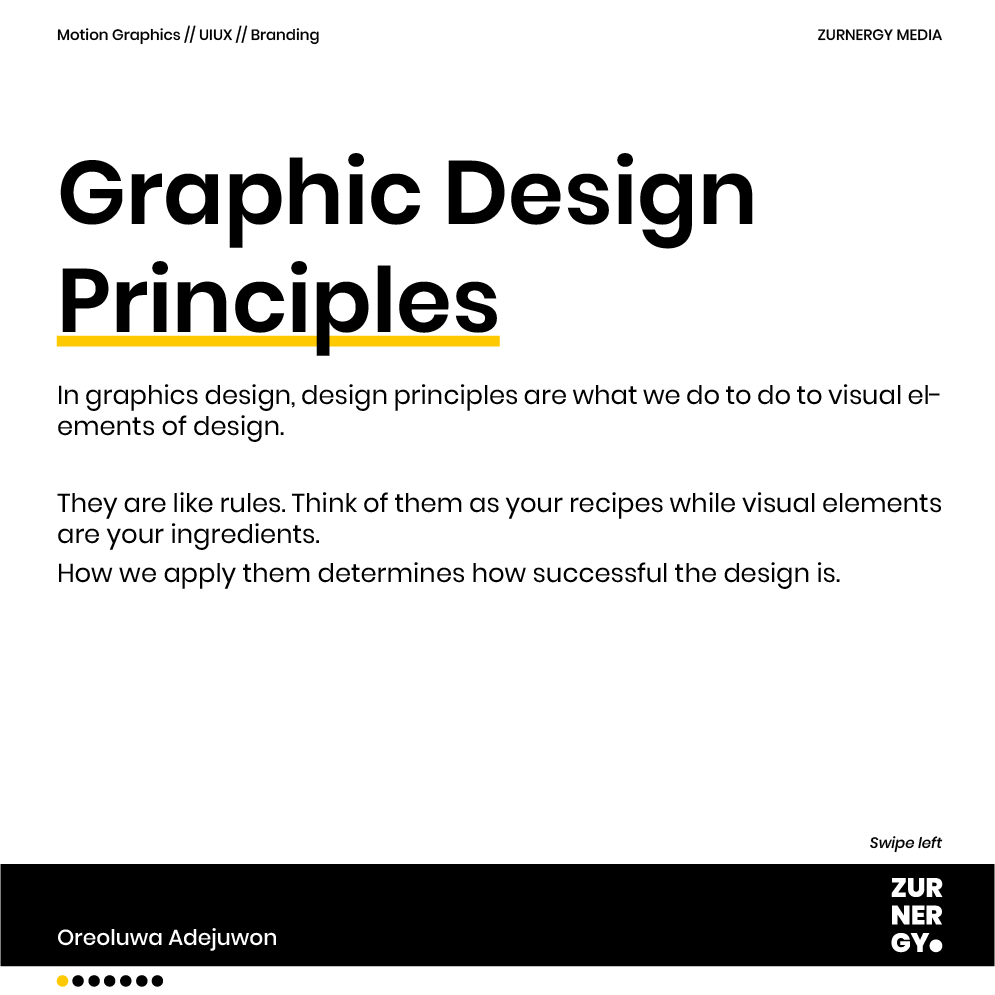 Motion Graphics // UIUX // Branding
ZURNERGY MEDIA
Graphic Design
Principles
In graphics design, design principles are what we do to do to visual el-
ements of design.
They are like rules. Think of them as your recipes while visual elements
are your ingredients.
How we apply them determines how successful the design is.
Swipe left
Oreoluwa Adejuwon
ZUR
NER
GY.